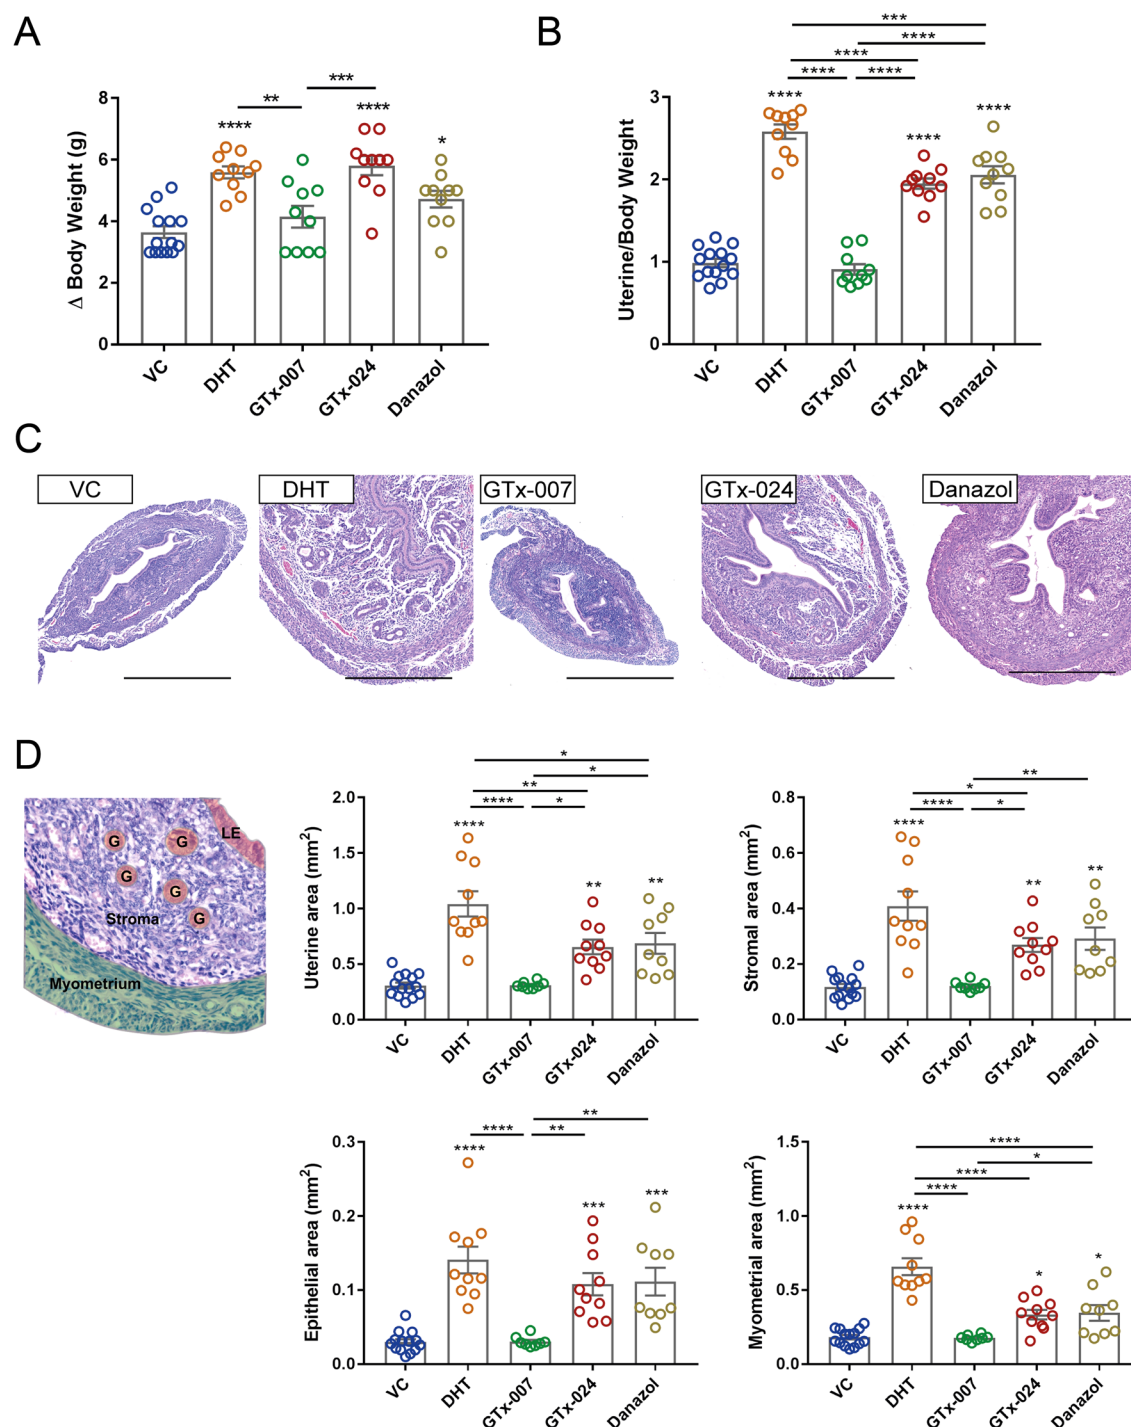 A
B
***
****
****
**** ****
***
**
**** ****
*
Δ Body Weight (g)
8
6
4
2
0
VC
DHT
GTx-007
GTx-024
Danazol
****
****
****
Uterine/Body Weight
3
2
1
0
VC
DHT
GTx-007
GTx-024
Danazol
C
VC
DHT
GTx-007
GTx-024
Danazol
D
G
G
LE
G
G
G
Stroma
Myometrium
*
*
**
**** *
****
**
**
Uterine area (mm²)
2.0
1.5
1.0
0.5
0.0
VC
DHT
GTx-007
GTx-024
Danazol
**
*
**** *
****
**
**
Stromal area (mm²)
0.8
0.6
0.4
0.2
0.0
VC
DHT
GTx-007
GTx-024
Danazol
**
**** **
****
***
***
Epithelial area (mm²)
0.3
0.2
0.1
0.0
VC
DHT
GTx-007
GTx-024
Danazol
****
*
****
****
****
*
*
Myometrial area (mm²)
1.5
1.0
0.5
0.0
VC
DHT
GTx-007
GTx-024
Danazol